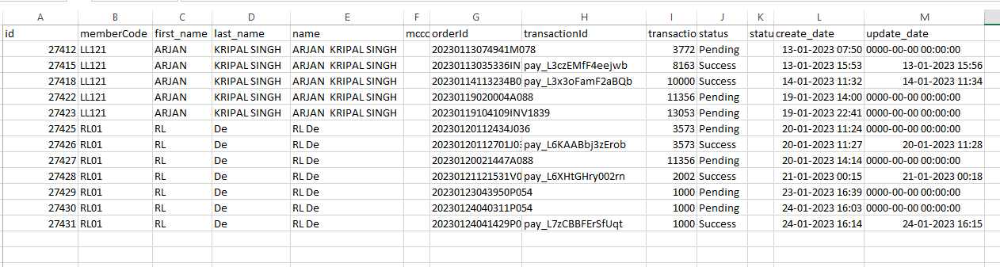 A B C D E F G H I J K L M
id memberCode first_name last_name name mccc orderId transactionId transactio status statu create_date update_date
27412 LL121 ARJAN KRIPAL SINGH ARJAN KRIPAL SINGH 20230113074941M078 3772 Pending 13-01-2023 07:50 0000-00-00 00:00:00
27415 LL121 ARJAN KRIPAL SINGH ARJAN KRIPAL SINGH 20230113035336IN pay_L3czEMfF4eejwb 8163 Success 13-01-2023 15:53 13-01-2023 15:56
27418 LL121 ARJAN KRIPAL SINGH ARJAN KRIPAL SINGH 20230114113234B0 pay_L3x3oFamF2aBQb 10000 Success 14-01-2023 11:32 14-01-2023 11:34
27422 LL121 ARJAN KRIPAL SINGH ARJAN KRIPAL SINGH 20230119020004A088 11356 Pending 19-01-2023 14:00 0000-00-00 00:00:00
27423 LL121 ARJAN KRIPAL SINGH ARJAN KRIPAL SINGH 20230119104109INV1839 13053 Pending 19-01-2023 22:41 0000-00-00 00:00:00
27425 RL01 RL De RL De 20230120112434J036 3573 Pending 20-01-2023 11:24 0000-00-00 00:00:00
27426 RL01 RL De RL De 20230120112701J03 pay_L6KAABbj3zErob 3573 Success 20-01-2023 11:27 20-01-2023 11:28
27427 RL01 RL De RL De 20230120021447A088 11356 Pending 20-01-2023 14:14 0000-00-00 00:00:00
27428 RL01 RL De RL De 20230121121531V0 pay_L6XHtGHry002rn 2002 Success 21-01-2023 00:15 21-01-2023 00:18
27429 RL01 RL De RL De 20230123043950P054 1000 Pending 23-01-2023 16:39 0000-00-00 00:00:00
27430 RL01 RL De RL De 20230124040311P054 1000 Pending 24-01-2023 16:03 0000-00-00 00:00:00
27431 RL01 RL De RL De 20230124041429P0 pay_L7zCBBFErSfUqt 1000 Success 24-01-2023 16:14 24-01-2023 16:15